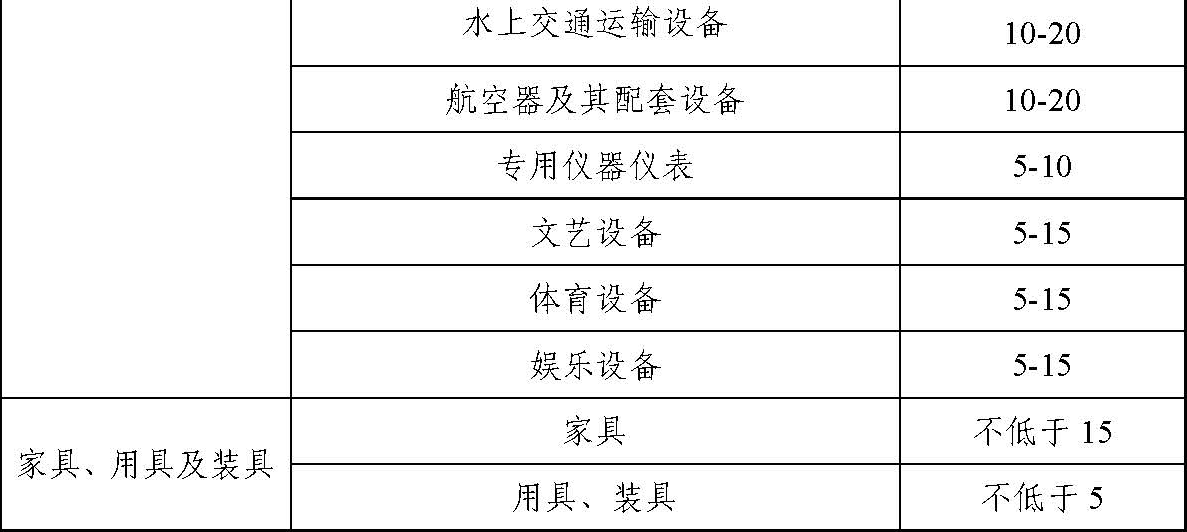 水上交通运输设备 10-20
航空器及其配套设备 10-20
专用仪器仪表 5-10
文艺设备 5-15
体育设备 5-15
娱乐设备 5-15
家具、用具及装具
家具 不低于 15
用具、装具 不低于 5